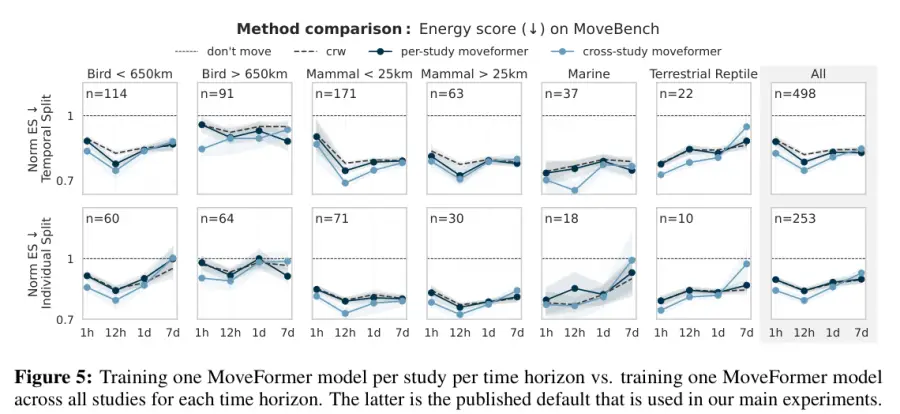 Method comparison: Energy score (↓) on MoveBench
don't move crw per-study moveformer cross-study moveformer
Bird < 650km Bird > 650km Mammal < 25km Mammal > 25km Marine Terrestrial Reptile All
Norm ES ↓
Temporal Split
1
0.7
n=114 n=91 n=171 n=63 n=37 n=22 n=498
Norm ES ↓
Individual Split
1
0.7
n=60 n=64 n=71 n=30 n=18 n=10 n=253
1h 12h 1d 7d 1h 12h 1d 7d 1h 12h 1d 7d 1h 12h 1d 7d 1h 12h 1d 7d 1h 12h 1d 7d 1h 12h 1d 7d
Figure 5: Training one MoveFormer model per study per time horizon vs. training one MoveFormer model
across all studies for each time horizon. The latter is the published default that is used in our main experiments.